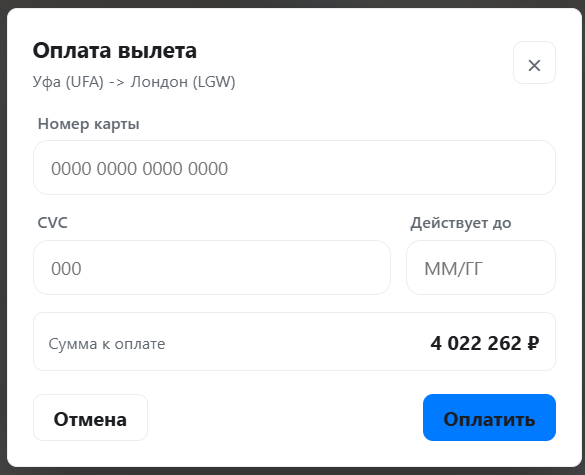 Оплата вылета
Уфа (UFA) -> Лондон (LGW)
×
Номер карты
0000 0000 0000 0000
CVC
Действует до
000
ММ/ГГ
Сумма к оплате
4 022 262 ₽
Отмена
Оплатить